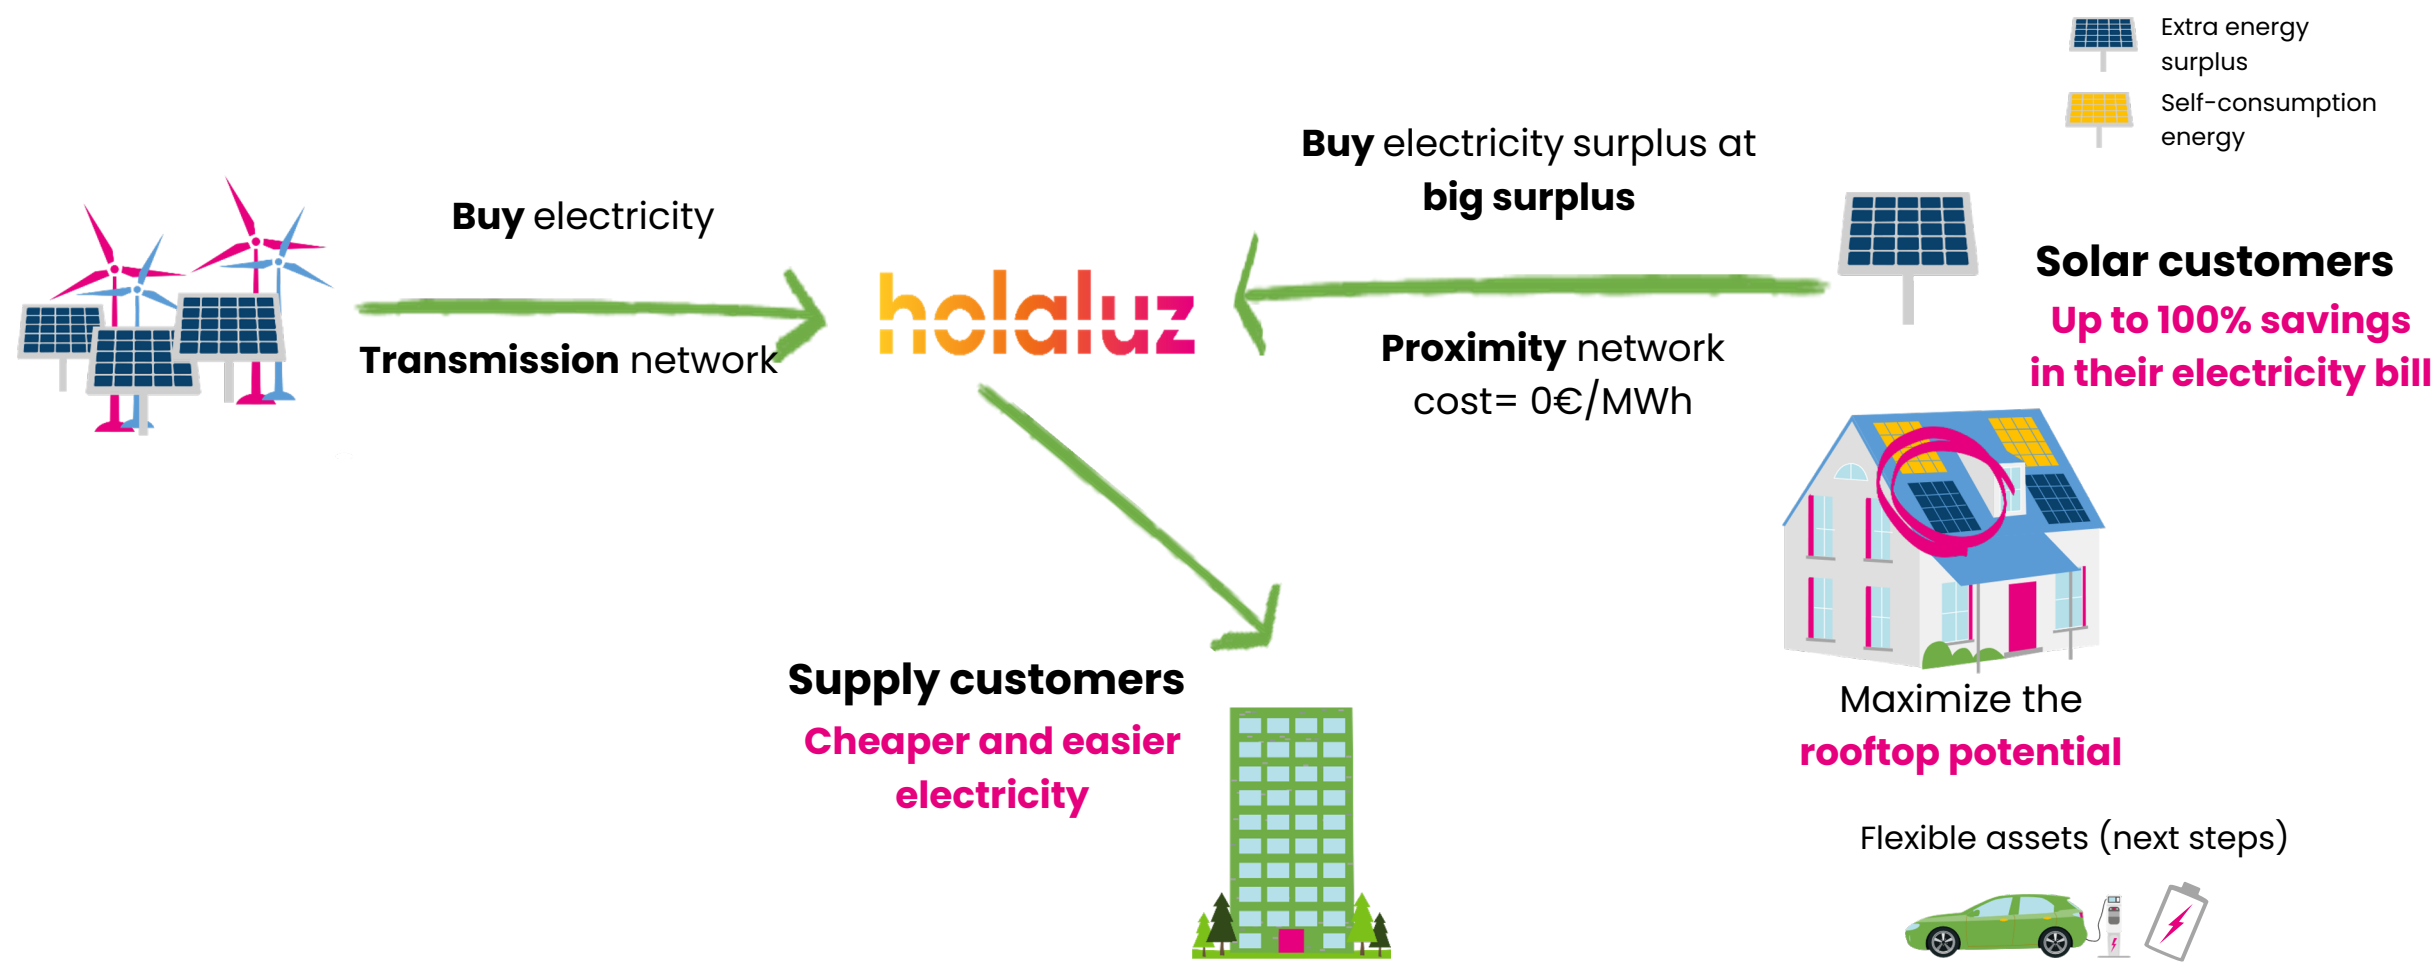 Extra energy
surplus
Self-consumption
energy
Buy electricity
Transmission network
holaluz
Buy electricity surplus at
big surplus
Proximity network
cost= 0€/MWh
Solar customers
Up to 100% savings
in their electricity bill
Supply customers
Cheaper and easier
electricity
Maximize the
rooftop potential
Flexible assets (next steps)